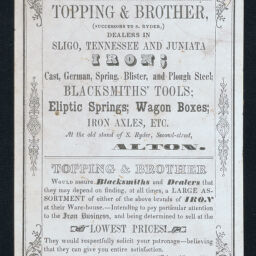 TOPPING & BROTHER,
(SUCCESSORS TO S. RYDER,)
DEALERS IN
SLIGO, TENNESSEE AND JUNIATA
IRON;
Cast, German, Spring, Blister, and Plough Steel;
BLACKSMITHS' TOOLS;
Eliptic Springs; Wagon Boxes;
IRON AXLES, ETC.
At the old stand of S. Ryder, Second-street,
ALTON.
TOPPING & BROTHER
WOULD assure Blacksmiths and Dealers that
they may depend on finding, at all times, a LARGE AS-
SORTMENT of either of the above brands of IRON
at their Ware-house.—Intending to pay particular attention
to the Iron Business, and being determined to sell at the
LOWEST PRICES!
They would respectfully solicit your patronage—believing
that they can give you entire satisfaction.